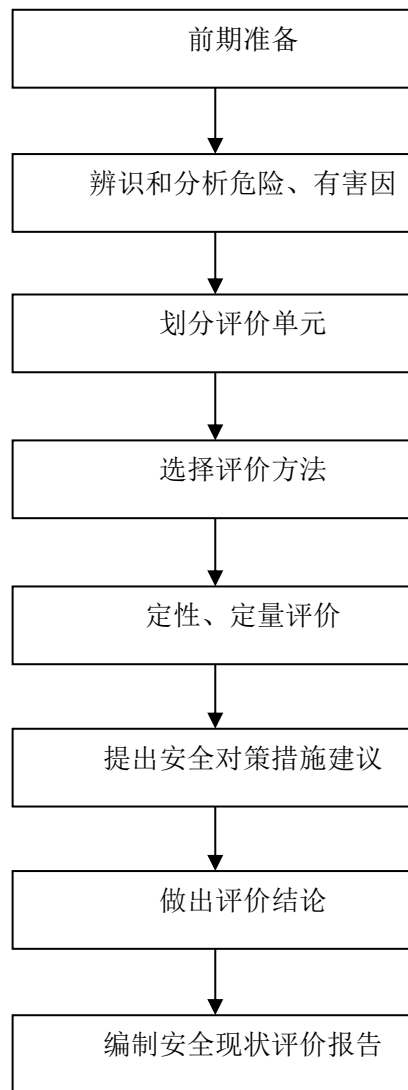 前期准备
辨识和分析危险、有害因
划分评价单元
选择评价方法
定性、定量评价
提出安全对策措施建议
做出评价结论
编制安全现状评价报告